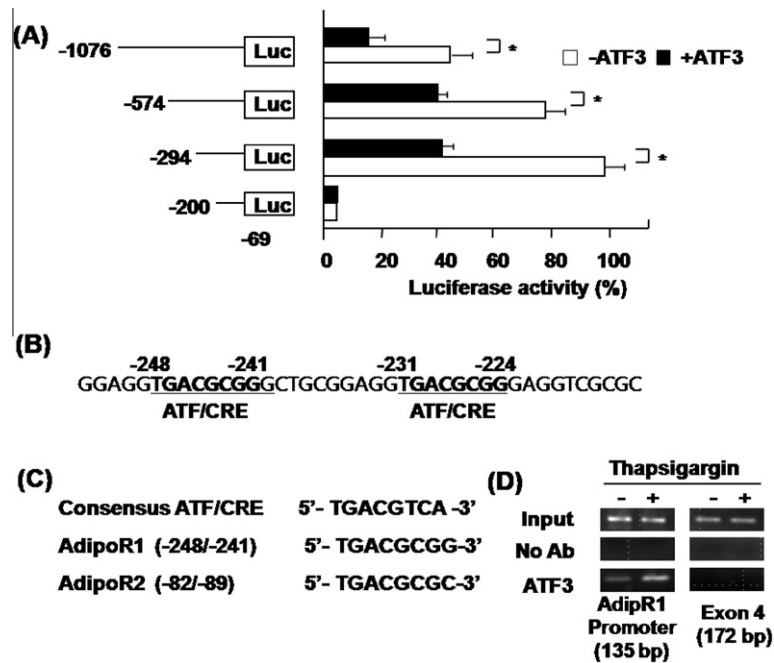 (A)
-1076 Luc
-574 Luc
-294 Luc
-200 Luc
-69
-ATF3 +ATF3
*
*
*
0 20 40 60 80 100
Luciferase activity (%)
(B)
-248 -241 -231 -224
GGAGGTGACGCGGGCTGCGGAGGTGACGCGGGAGGTCGCGC
ATF/CRE ATF/CRE
(C)
Consensus ATF/CRE 5'- TGACGTCA -3'
AdipoR1 (-248/-241) 5'- TGACGCGG-3'
AdipoR2 (-82/-89) 5'- TGACGCGC-3'
(D)
Thapsigargin
- + - +
Input
No Ab
ATF3
AdipR1 Exon 4
Promoter (172 bp)
(135 bp)